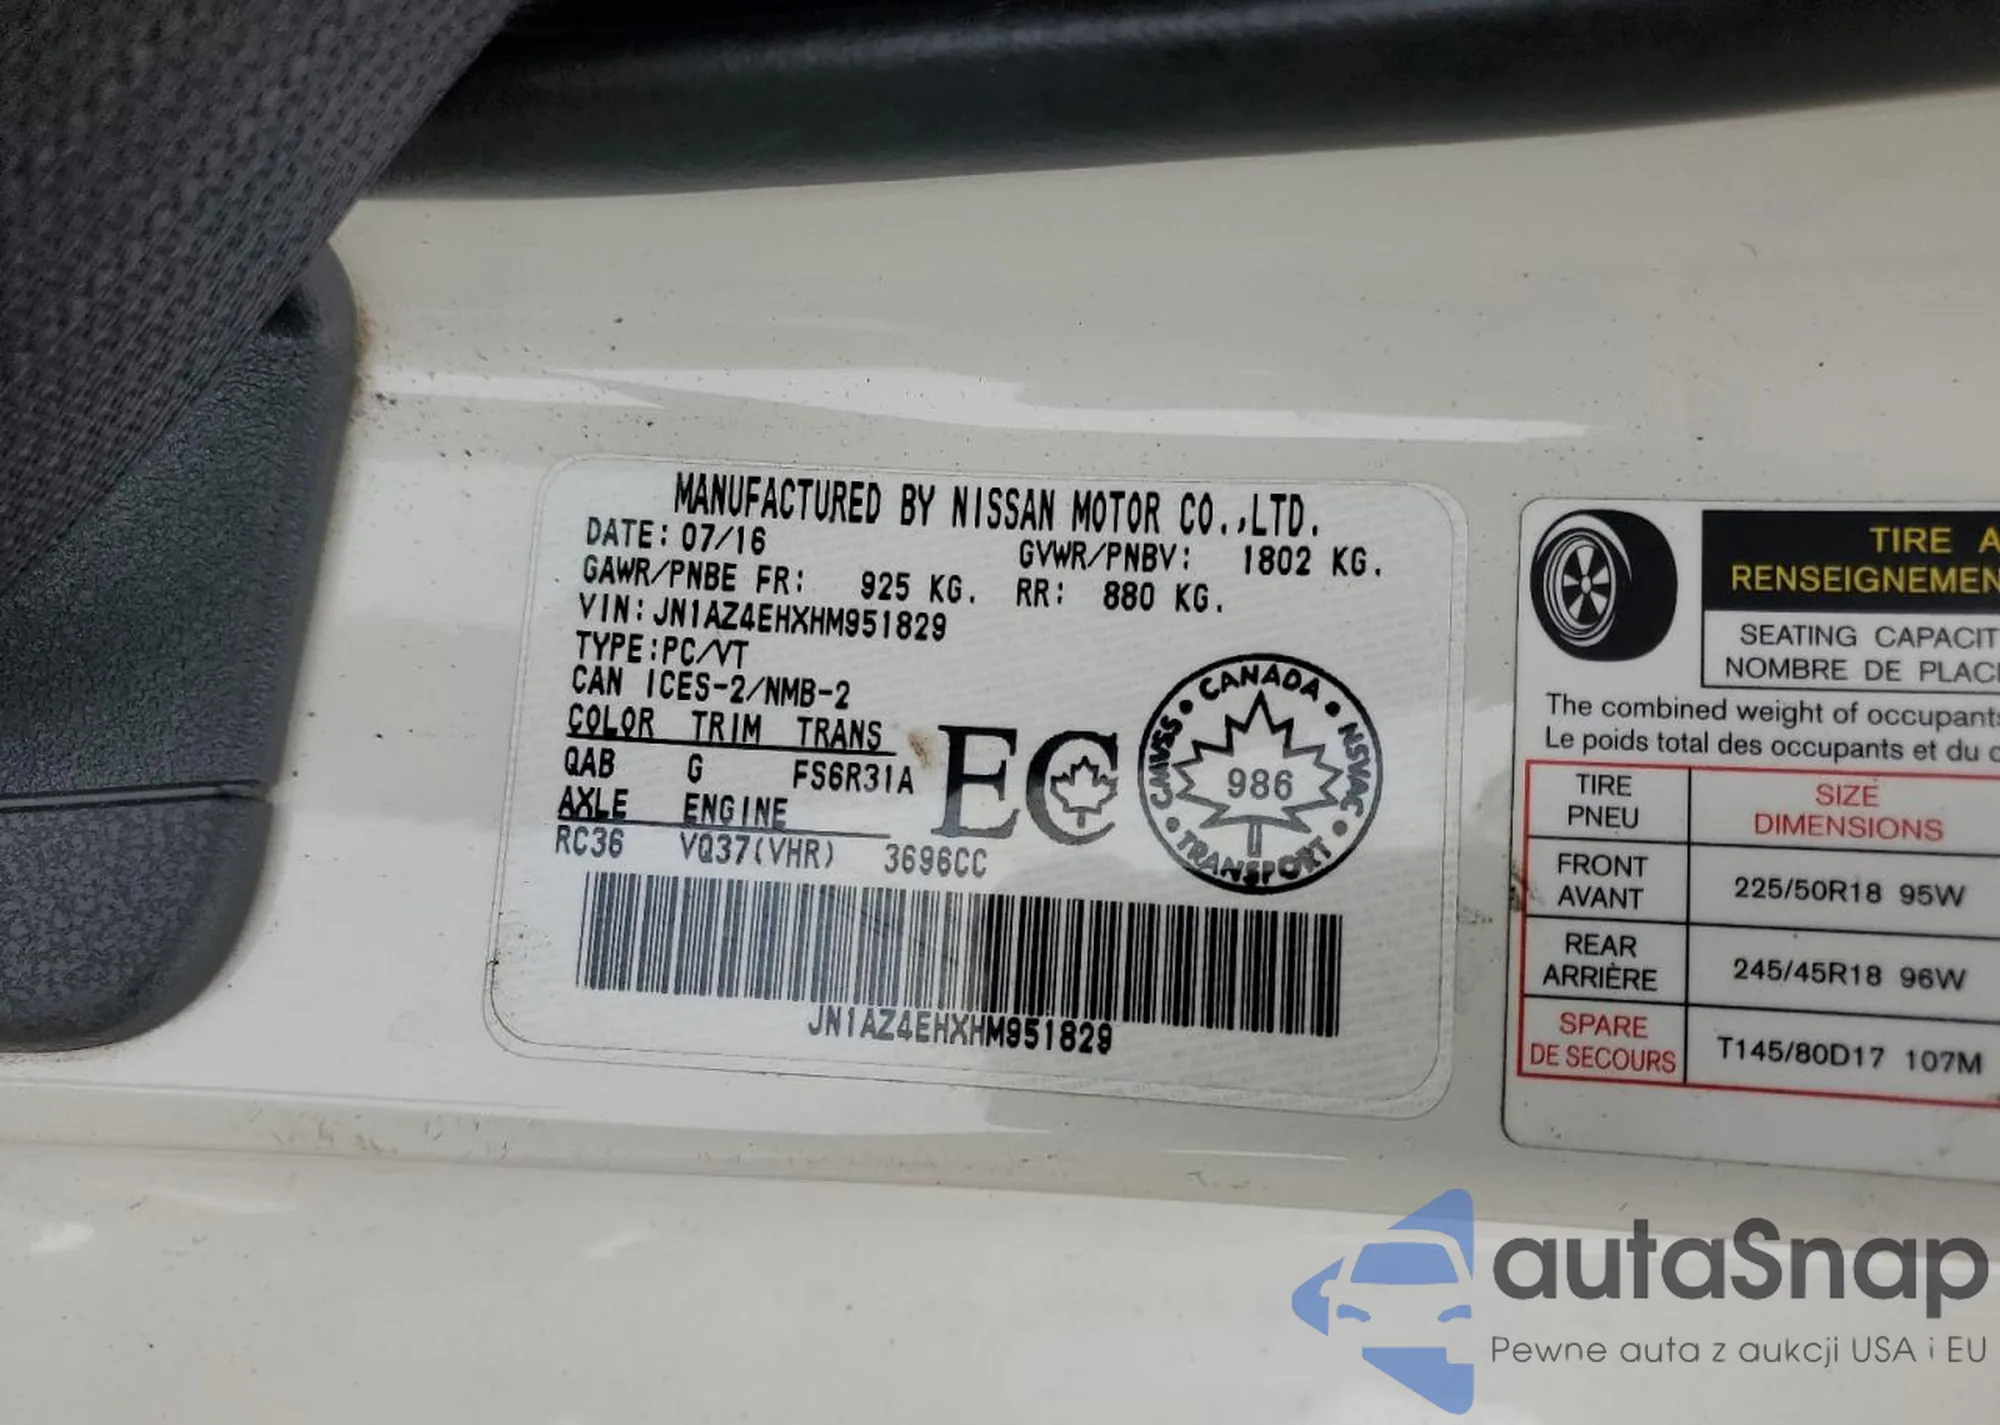 MANUFACTURED BY NISSAN MOTOR CO.,LTD.
DATE: 07/16 GVWR/PNBV: 1802 KG.
GAWR/PNBE FR: 925 KG. RR: 880 KG.
VIN: JN1AZ4EHXHM951829
TYPE: PC/VT
CAN ICES-2/NMB-2
COLOR TRIM TRANS
QAB G FS6R31A
AXLE ENGINE
RC36 VQ37(VHR) 3696CC
EC
CANADA • NSVAC • TRANSPORT • CMVSS •
986
JN1AZ4EHXHM951829
TIRE A
RENSEIGNEMEN
SEATING CAPACIT
NOMBRE DE PLAC
The combined weight of occupants
Le poids total des occupants et du c
TIRE SIZE
PNEU DIMENSIONS
FRONT
AVANT 225/50R18 95W
REAR
ARRIÈRE 245/45R18 96W
SPARE
DE SECOURS T145/80D17 107M
autaSnap
Pewne auta z aukcji USA i EU